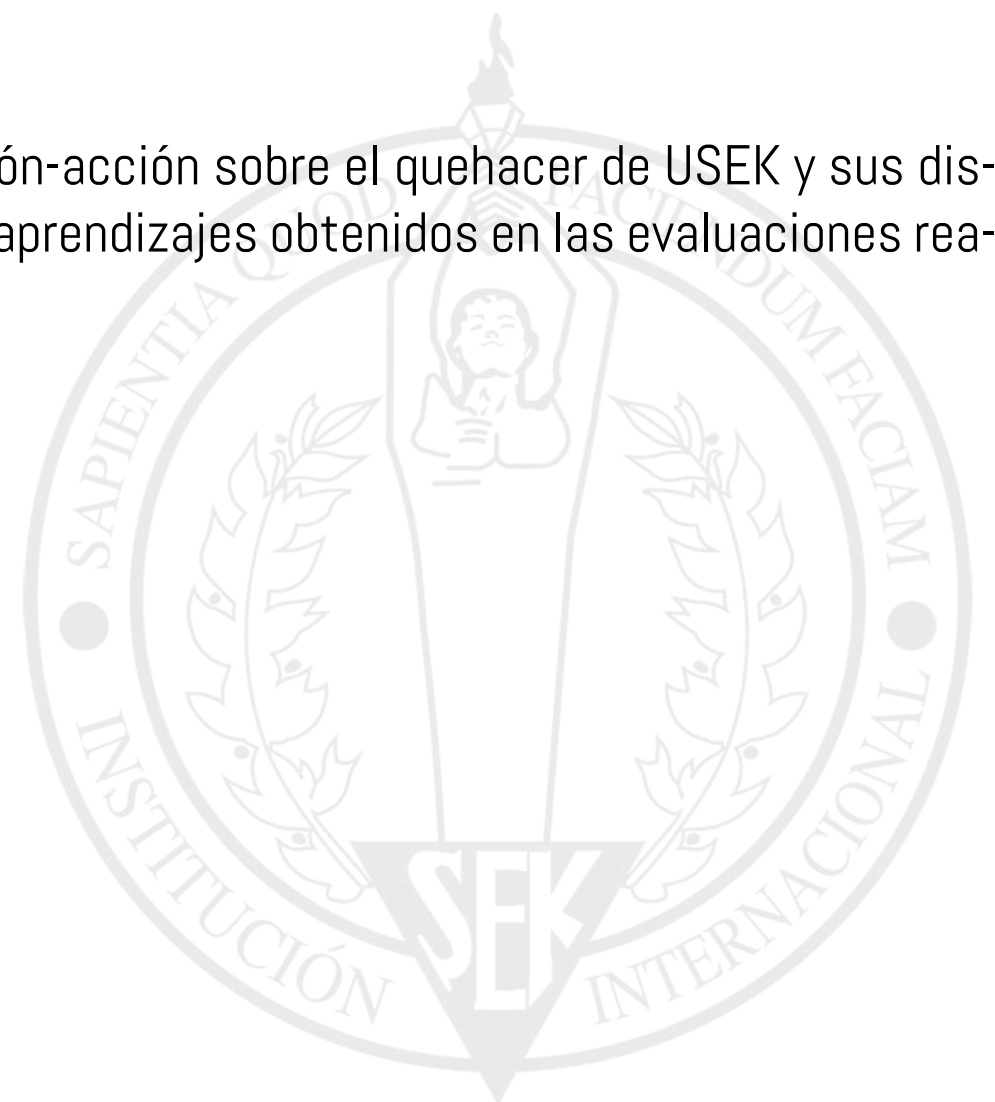 ón-acción sobre el quehacer de USEK y sus dis-
aprendizajes obtenidos en las evaluaciones rea-
SAPIENTIA QUOD FACIENDUM FACIAM
INSTITUCIÓN INTERNACIONAL
SEK